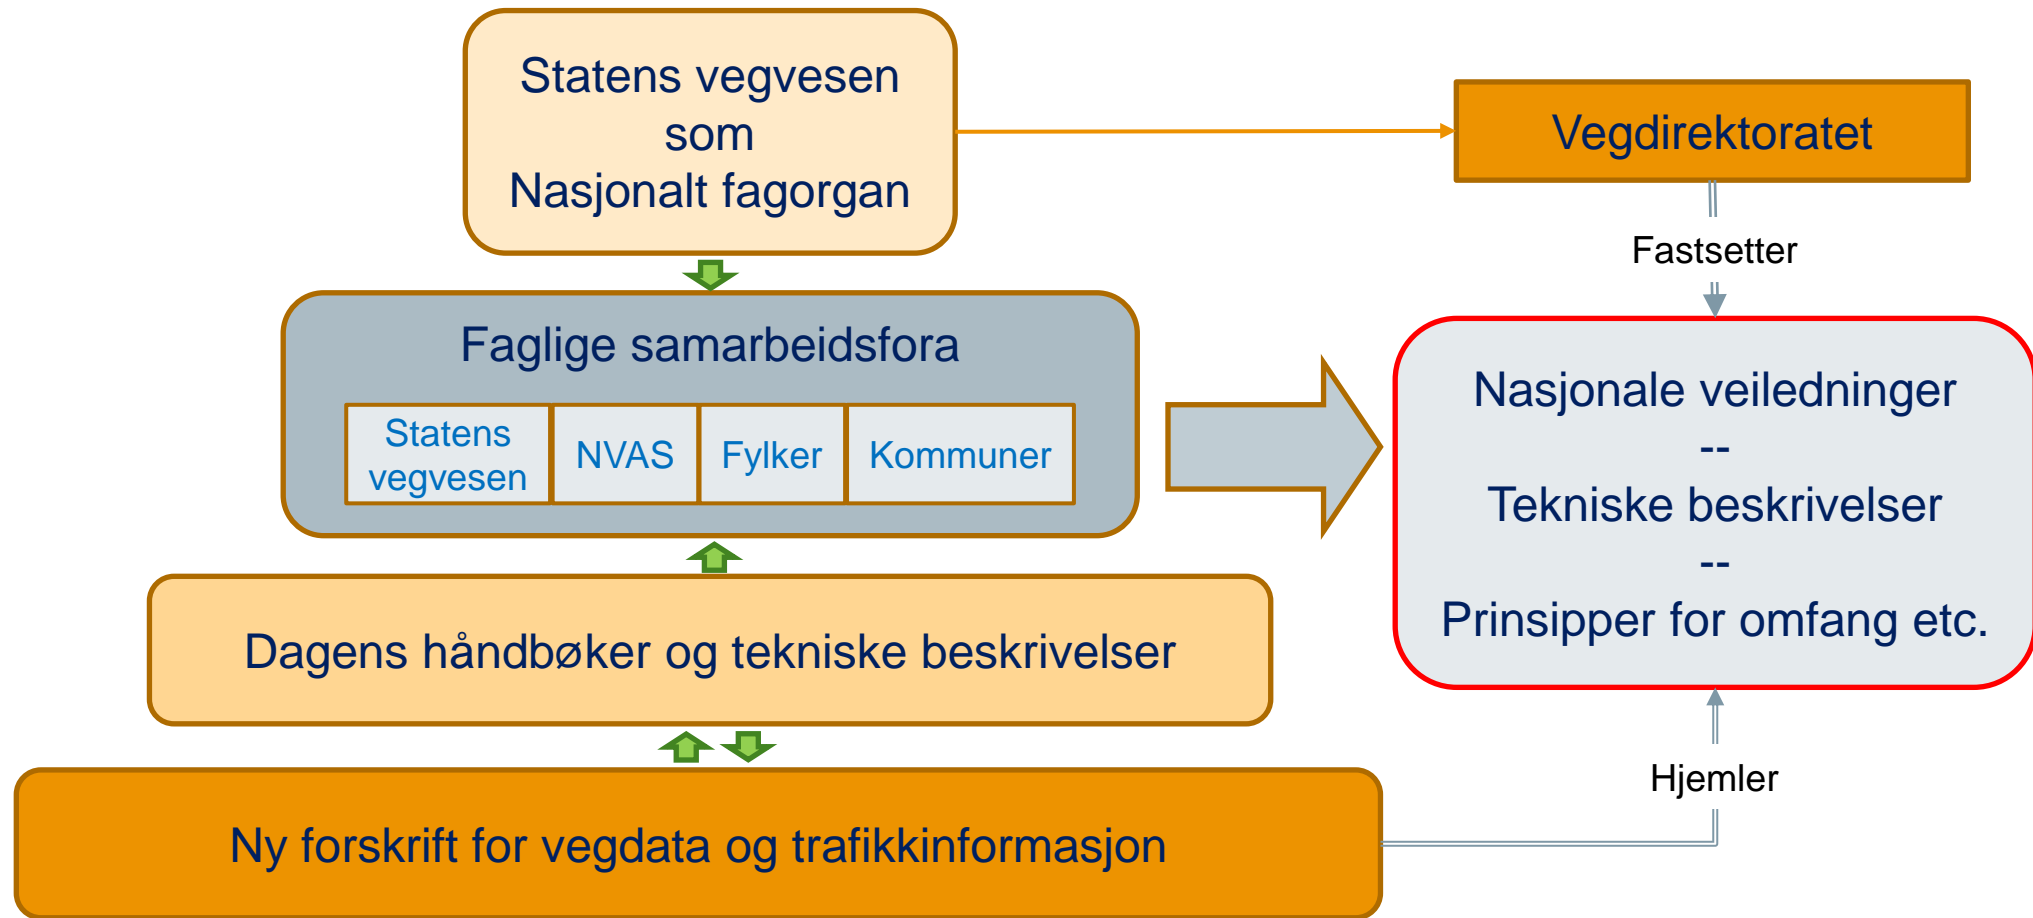 Statens vegvesen
som
Nasjonalt fagorgan
Vegdirektoratet
Fastsetter
Faglige samarbeidsfora
Statens
vegvesen
NVAS
Fylker
Kommuner
Nasjonale veiledninger
--
Tekniske beskrivelser
--
Prinsipper for omfang etc.
Dagens håndbøker og tekniske beskrivelser
Hjemler
Ny forskrift for vegdata og trafikkinformasjon